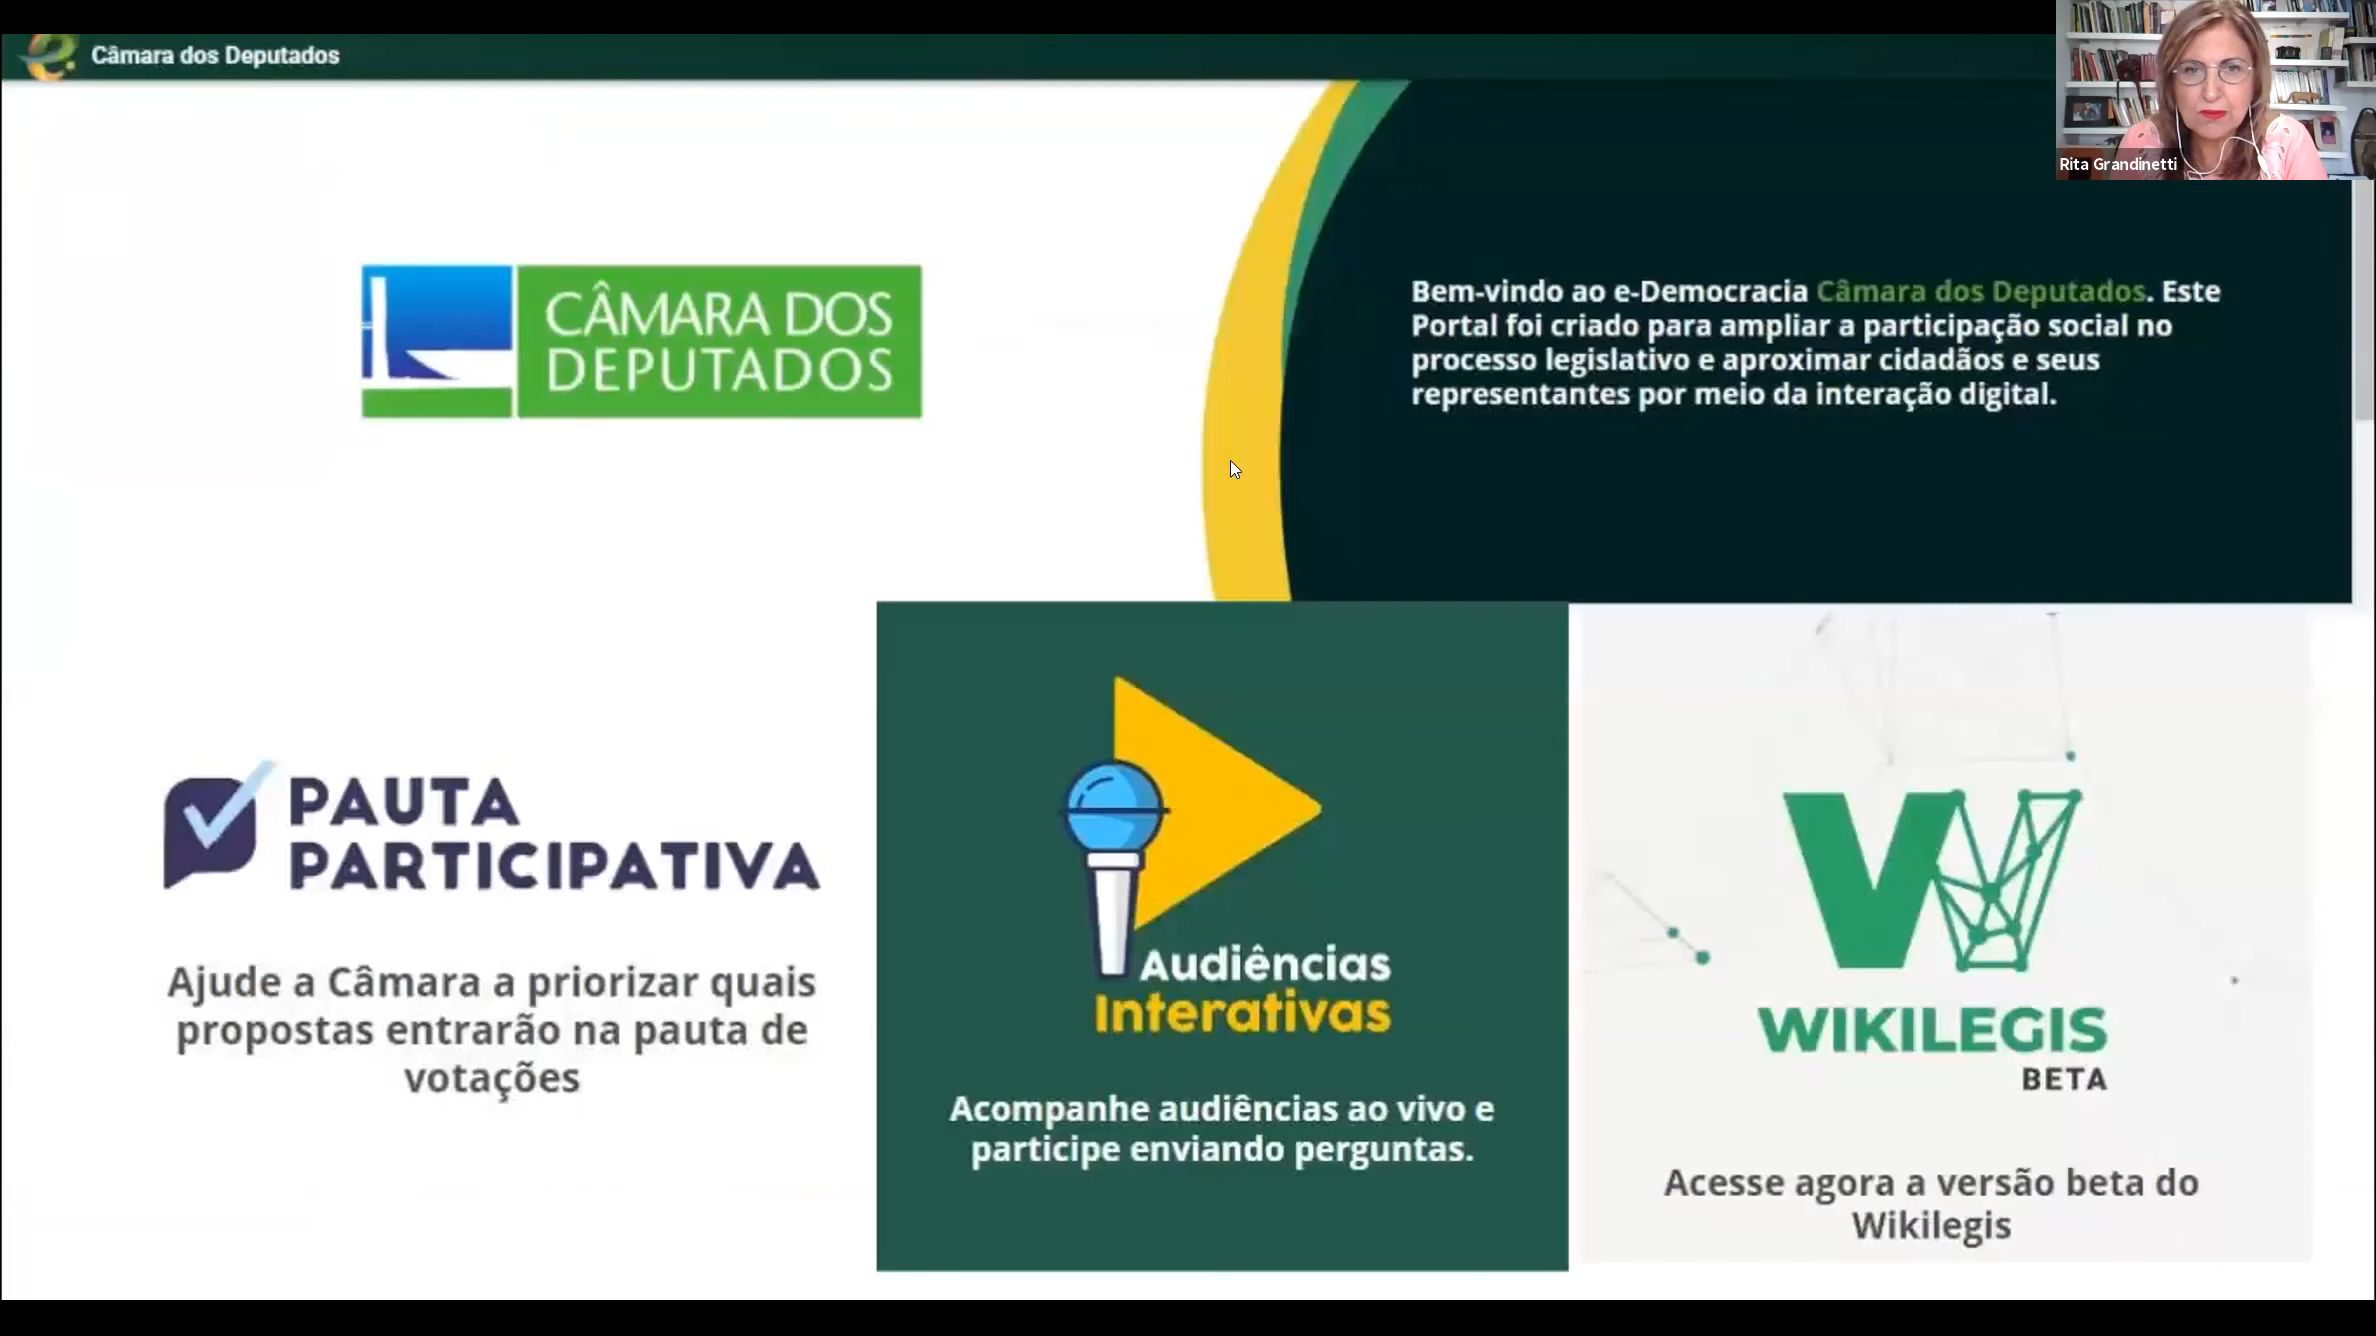 Câmara dos Deputados
Rita Grandinetti
CÂMARA DOS
DEPUTADOS
Bem-vindo ao e-Democracia Câmara dos Deputados. Este
Portal foi criado para ampliar a participação social no
processo legislativo e aproximar cidadãos e seus
representantes por meio da interação digital.
PAUTA
PARTICIPATIVA
Ajude a Câmara a priorizar quais
propostas entrarão na pauta de
votações
Audiências
Interativas
Acompanhe audiências ao vivo e
participe enviando perguntas.
WIKILEGIS
BETA
Acesse agora a versão beta do
Wikilegis